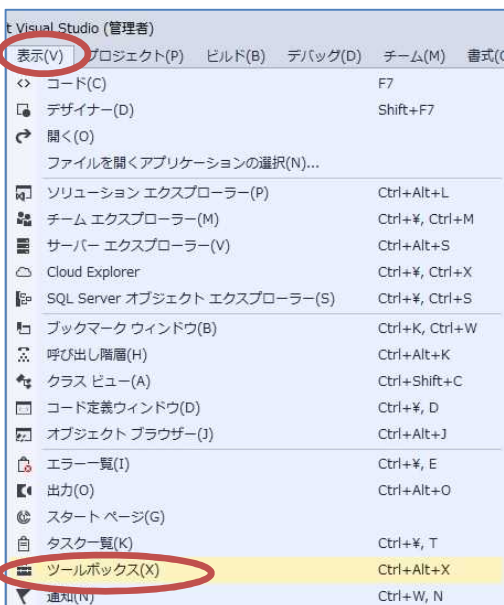 t Visual Studio (管理者)
表示(V) プロジェクト(P) ビルド(B) デバッグ(D) チーム(M) 書式(O
コード(C) F7
デザイナー(D) Shift+F7
開く(O)
ファイルを開くアプリケーションの選択(N)...
ソリューション エクスプローラー(P) Ctrl+Alt+L
チーム エクスプローラー(M) Ctrl+¥, Ctrl+M
サーバー エクスプローラー(V) Ctrl+Alt+S
Cloud Explorer Ctrl+¥, Ctrl+X
SQL Server オブジェクト エクスプローラー(S) Ctrl+¥, Ctrl+S
ブックマーク ウィンドウ(B) Ctrl+K, Ctrl+W
呼び出し階層(H) Ctrl+Alt+K
クラス ビュー(A) Ctrl+Shift+C
コード定義ウィンドウ(D) Ctrl+¥, D
オブジェクト ブラウザー(J) Ctrl+Alt+J
エラー一覧(I) Ctrl+¥, E
出力(O) Ctrl+Alt+O
スタート ページ(G)
タスク一覧(K) Ctrl+¥, T
ツールボックス(X) Ctrl+Alt+X
通知(N) Ctrl+W, N